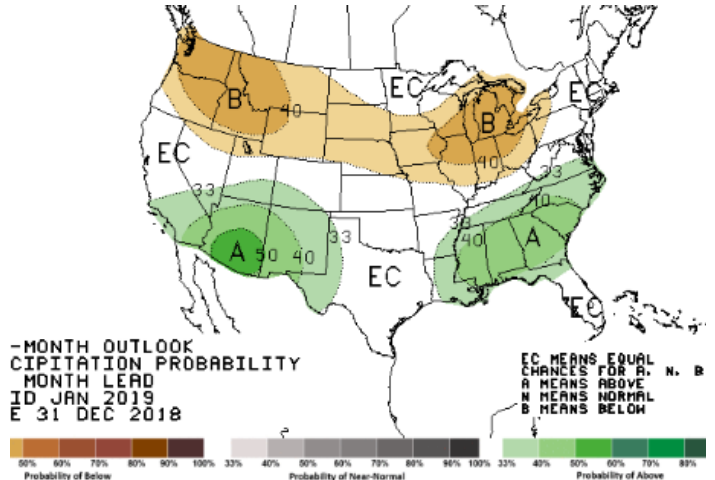 EC
EC
B
40
B
EC
40
33
33
40
33
33
A
50
40
40
A
EC
EC
-MONTH OUTLOOK
CIPITATION PROBABILITY
MONTH LEAD
ID JAN 2019
E 31 DEC 2018
EC MEANS EQUAL
CHANCES FOR A, N, B
A MEANS ABOVE
N MEANS NORMAL
B MEANS BELOW
50% 60% 70% 80% 90% 100%
Probability of Below
33% 40% 50% 60% 70% 80% 90% 100%
Probability of Near-Normal
33% 40% 50% 60% 70% 80%
Probability of Above